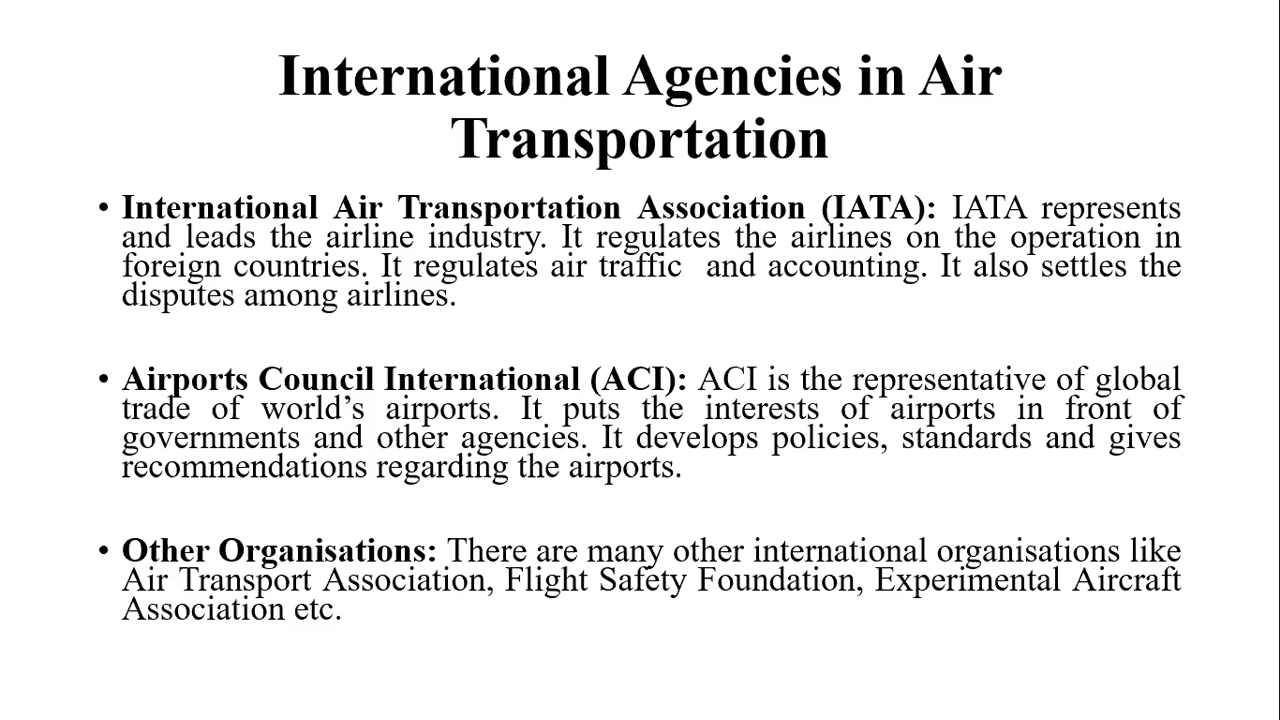 International Agencies in Air
Transportation
• International Air Transportation Association (IATA): IATA represents
and leads the airline industry. It regulates the airlines on the operation in
foreign countries. It regulates air traffic  and accounting. It also settles the
disputes among airlines.
• Airports Council International (ACI): ACI is the representative of global
trade of world’s airports. It puts the interests of airports in front of
governments and other agencies. It develops policies, standards and gives
recommendations regarding the airports.
• Other Organisations: There are many other international organisations like
Air Transport Association, Flight Safety Foundation, Experimental Aircraft
Association etc.